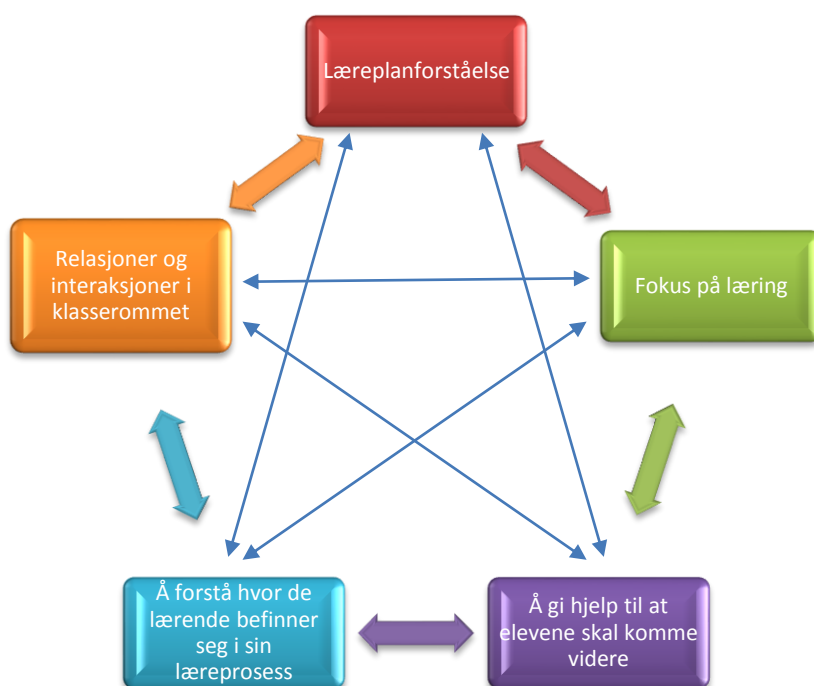 Læreplanforståelse
Relasjoner og
interaksjoner i
klasserommet
Fokus på læring
Å forstå hvor de
lærende befinner
seg i sin
læreprosess
Å gi hjelp til at
elevene skal komme
videre